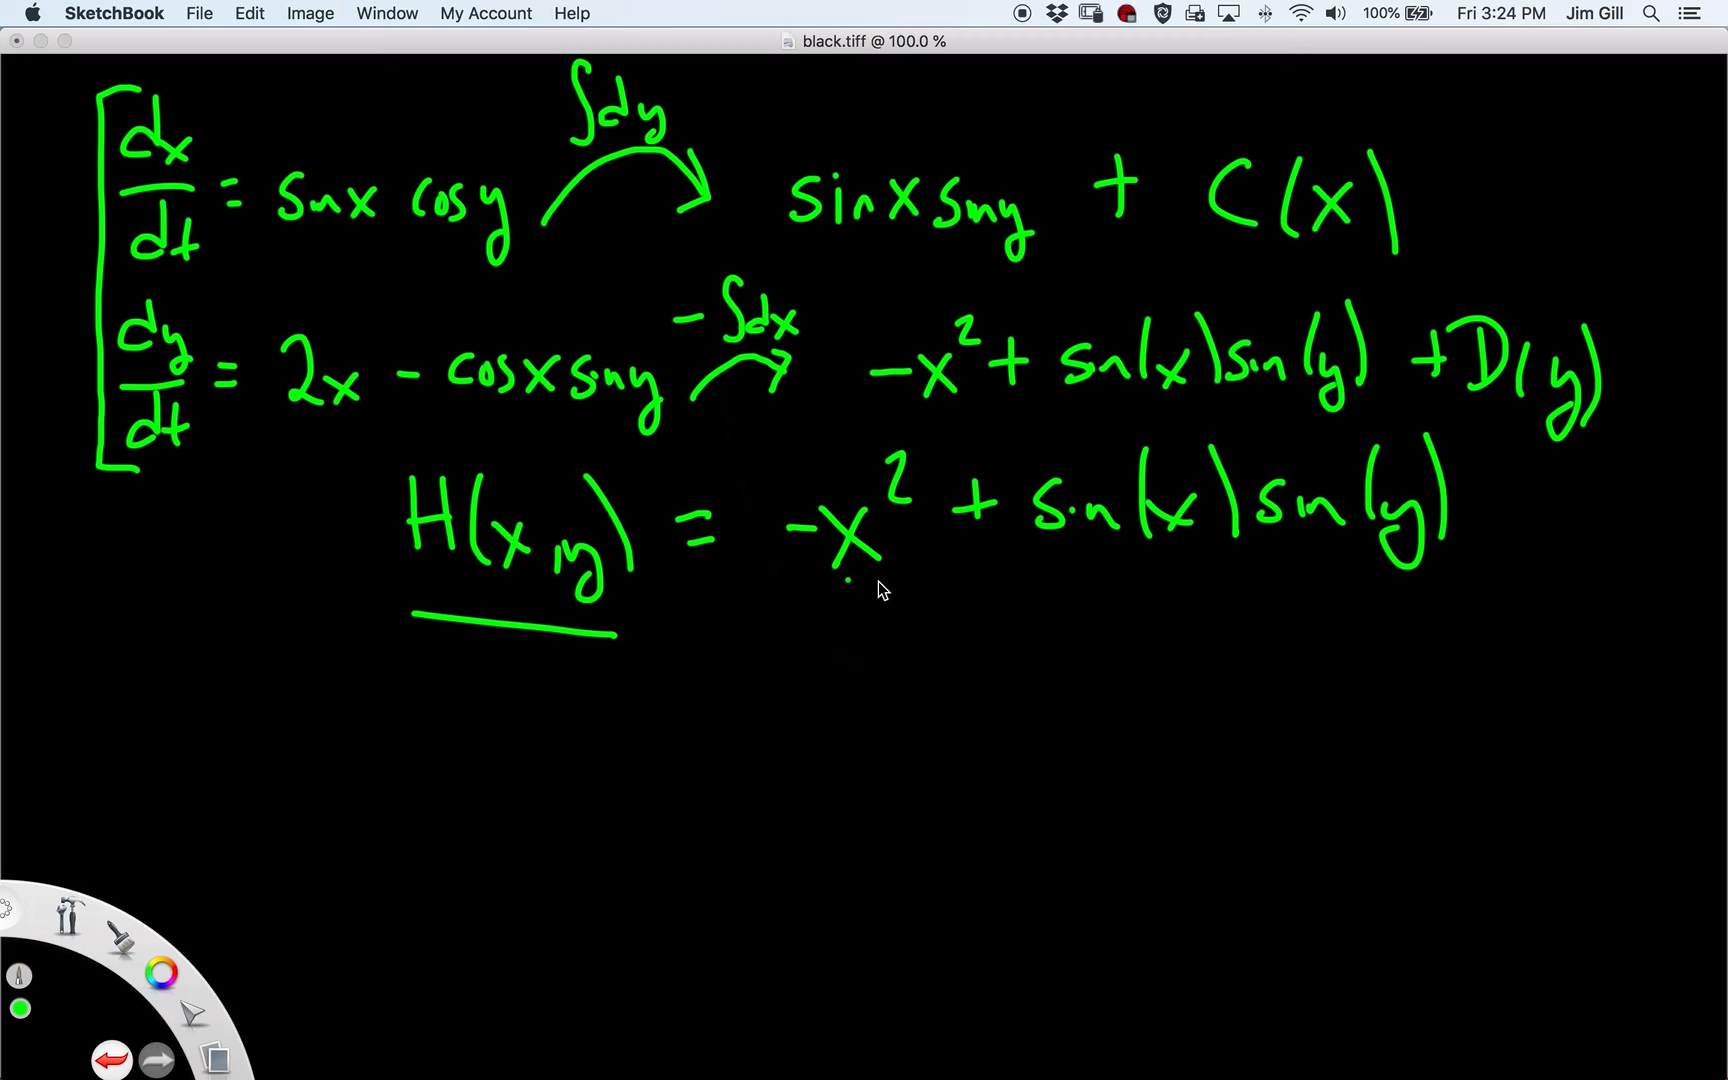 SketchBook File Edit Image Window My Account Help 100% Fri 3:24 PM Jim Gill
black.tiff @ 100.0 %
dx/dt = sinx cosy ∫dy sinx siny + C(x)
dy/dt = 2x - cosx siny -∫dx -x² + sin(x)sin(y) + D(y)
H(x,y) = -x² + sin(x) sin(y)